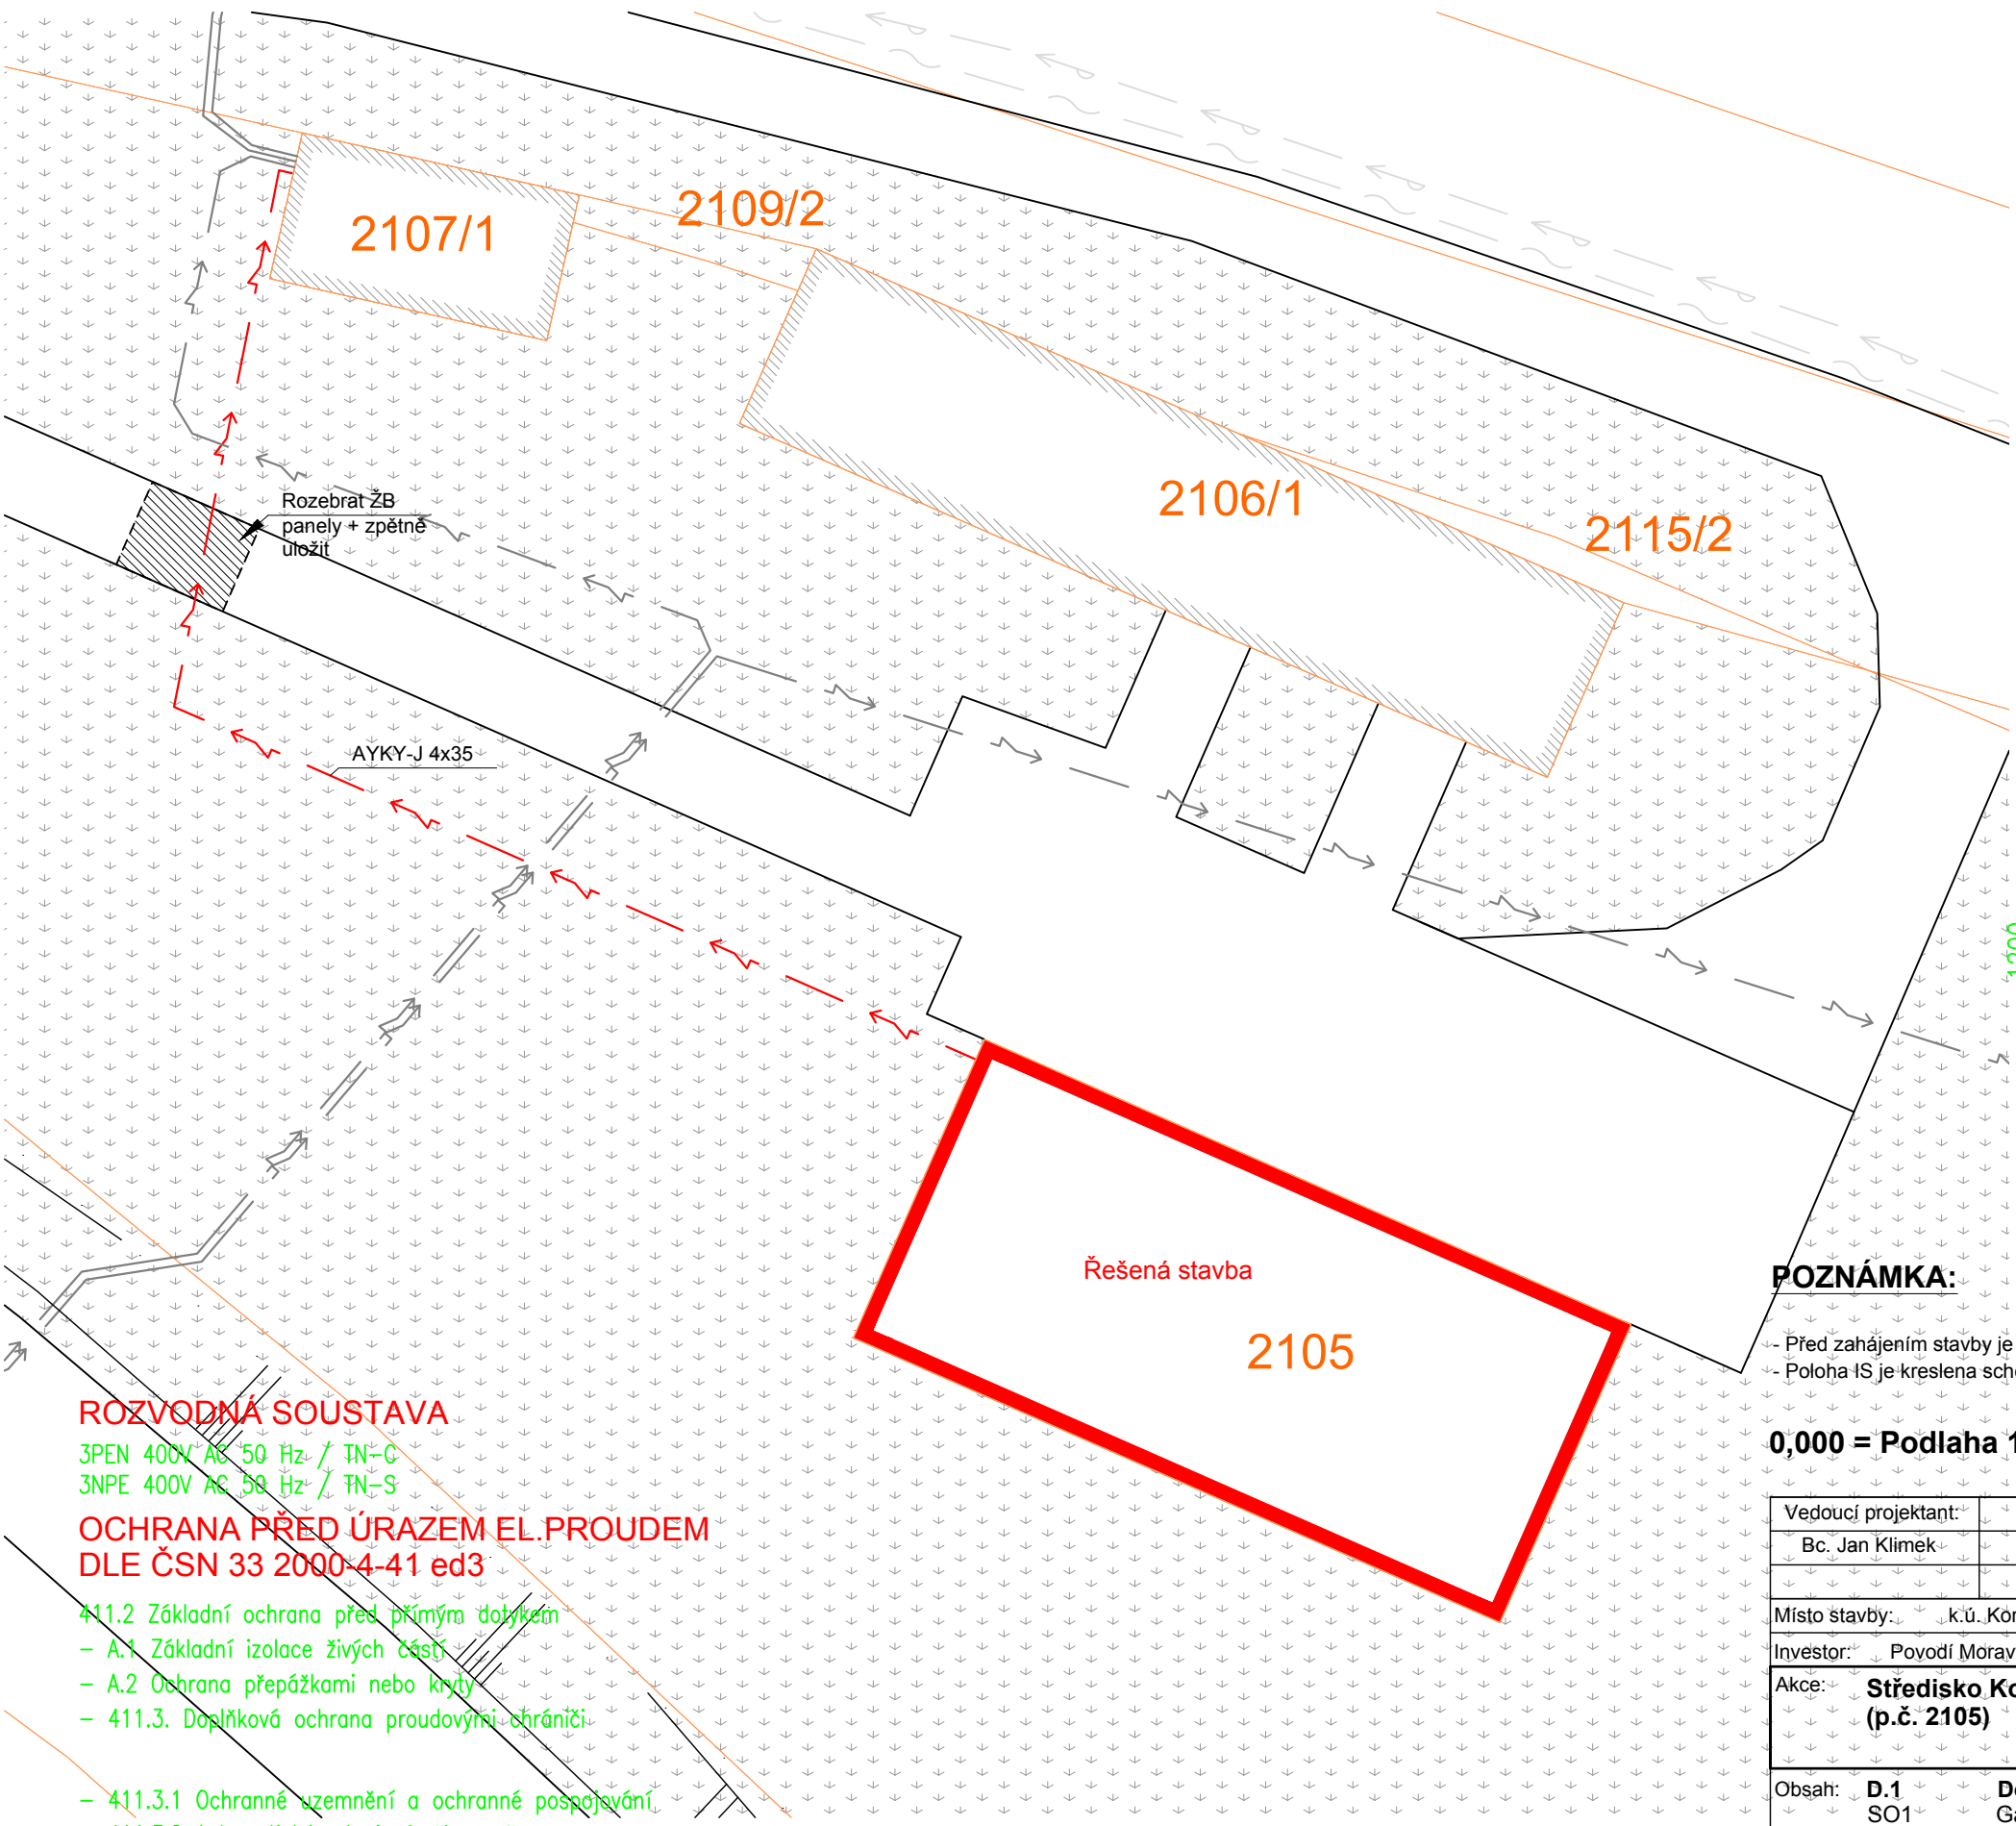 2107/1
2109/2
2106/1
2115/2
Rozebrat ŽB
panely + zpětně
uložit
AYKY-J 4x35
1200
Řešená stavba
2105
POZNÁMKA:
- Před zahájením stavby je
- Poloha IS je kreslena
0,000 = Podlaha
ROZVODNÁ SOUSTAVA
3PEN 400V AC 50 Hz / TN-C
3NPE 400V AC 50 Hz / TN-S
OCHRANA PŘED ÚRAZEM EL.PROUDEM
DLE ČSN 33 2000-4-41 ed3
411.2 Základní ochrana před přímým dotykem
- A.1 Základní izolace živých částí
- A.2 Ochrana přepážkami nebo kryty
- 411.3. Doplňková ochrana proudovými chrániči
- 411.3.1 Ochranné uzemnění a ochranné pospojování
Vedoucí projektant:
Bc. Jan Klimek
Místo stavby: k.ú.
Investor: Povodí
Akce: Středisko
(p.č. 2105)
Obsah: D.1
SO1